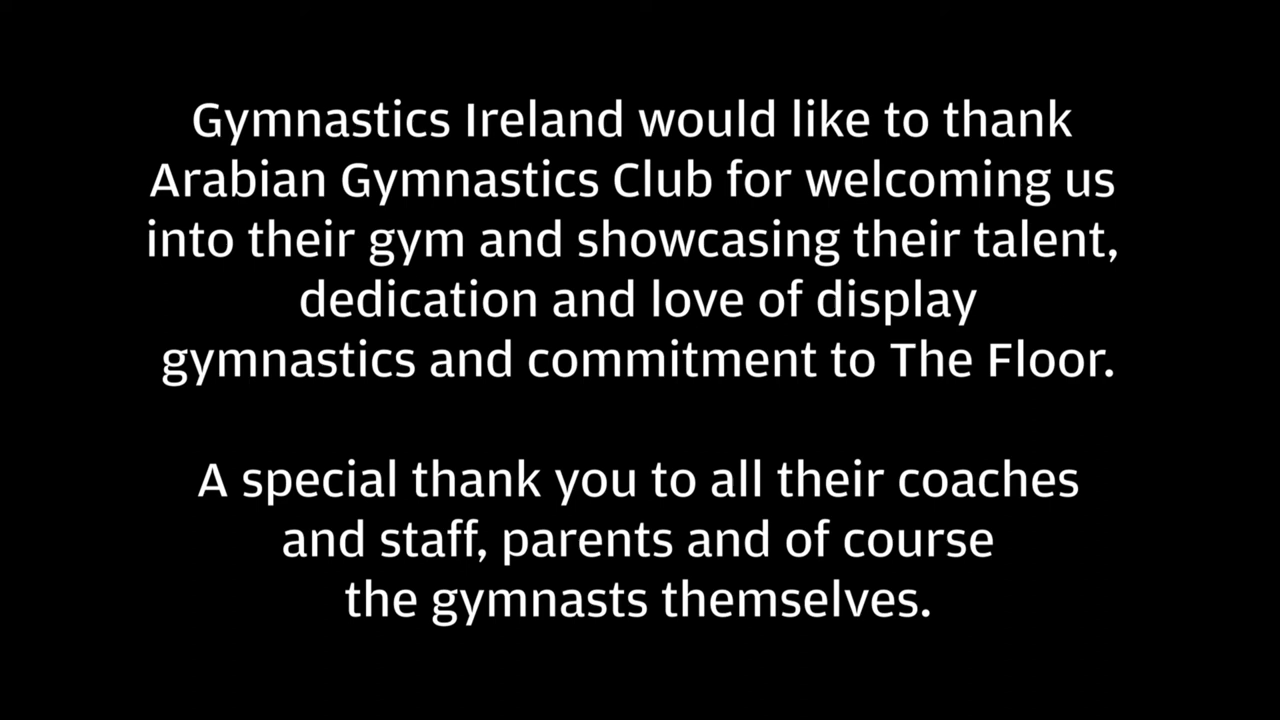 Gymnastics Ireland would like to thank
Arabian Gymnastics Club for welcoming us
into their gym and showcasing their talent,
dedication and love of display
gymnastics and commitment to The Floor.
A special thank you to all their coaches
and staff, parents and of course
the gymnasts themselves.